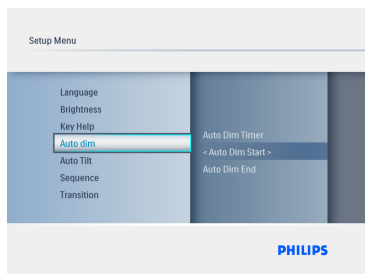 Setup Menu
Language
Brightness
Key Help
Auto dim
Auto Tilt
Sequence
Transition
Auto Dim Timer
< Auto Dim Start >
Auto Dim End
PHILIPS